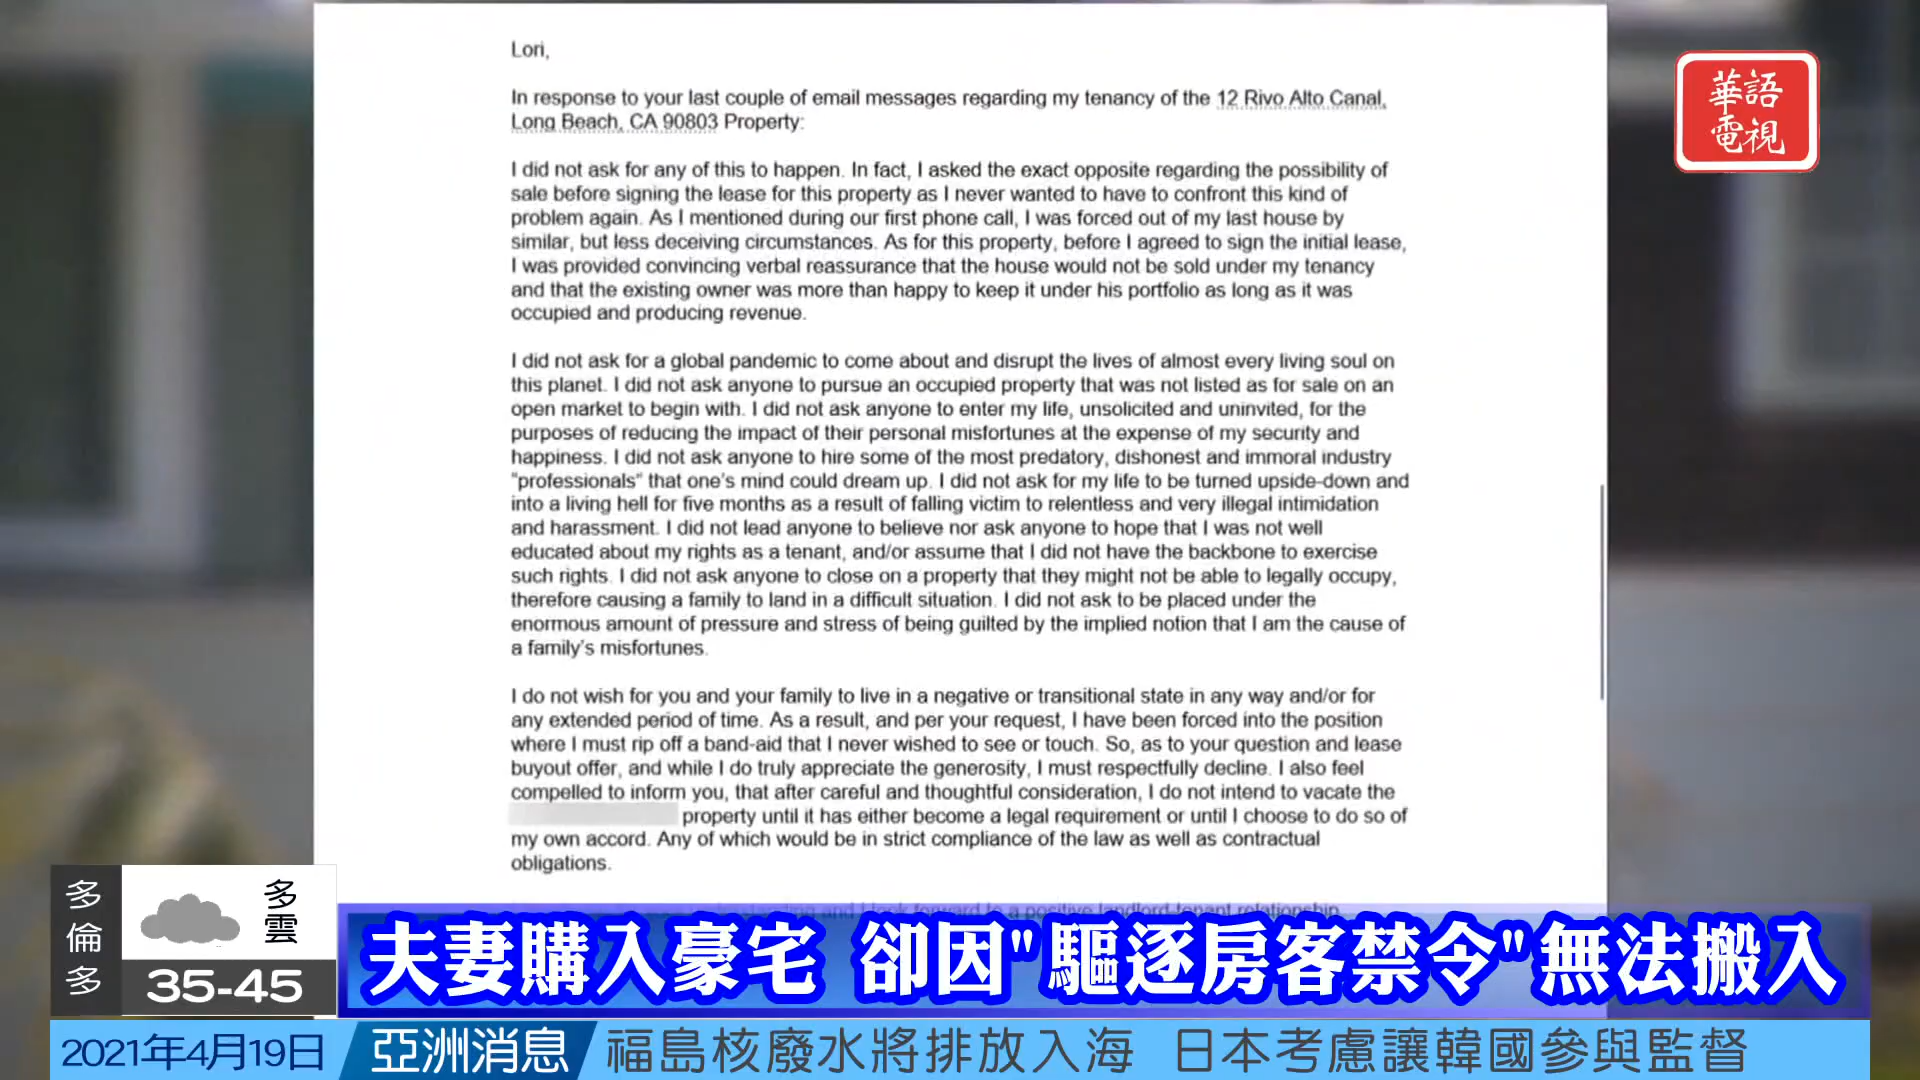 Lori,
In response to your last couple of email messages regarding my tenancy of the 12 Rivo Alto Canal,
Long Beach, CA 90803 Property:
I did not ask for any of this to happen. In fact, I asked the exact opposite regarding the possibility of
sale before signing the lease for this property as I never wanted to have to confront this kind of
problem again. As I mentioned during our first phone call, I was forced out of my last house by
similar, but less deceiving circumstances. As for this property, before I agreed to sign the initial lease,
I was provided convincing verbal reassurance that the house would not be sold under my tenancy
and that the existing owner was more than happy to keep it under his portfolio as long as it was
occupied and producing revenue.
I did not ask for a global pandemic to come about and disrupt the lives of almost every living soul on
this planet. I did not ask anyone to pursue an occupied property that was not listed as for sale on an
open market to begin with. I did not ask anyone to enter my life, unsolicited and uninvited, for the
purposes of reducing the impact of their personal misfortunes at the expense of my security and
happiness. I did not ask anyone to hire some of the most predatory, dishonest and immoral industry
"professionals" that one's mind could dream up. I did not ask for my life to be turned upside-down and
into a living hell for five months as a result of falling victim to relentless and very illegal intimidation
and harassment. I did not lead anyone to believe nor ask anyone to hope that I was not well
educated about my rights as a tenant, and/or assume that I did not have the backbone to exercise
such rights. I did not ask anyone to close on a property that they might not be able to legally occupy,
therefore causing a family to land in a difficult situation. I did not ask to be placed under the
enormous amount of pressure and stress of being guilted by the implied notion that I am the cause of
a family's misfortunes.
I do not wish for you and your family to live in a negative or transitional state in any way and/or for
any extended period of time. As a result, and per your request, I have been forced into the position
where I must rip off a band-aid that I never wished to see or touch. So, as to your question and lease
buyout offer, and while I do truly appreciate the generosity, I must respectfully decline. I also feel
compelled to inform you, that after careful and thoughtful consideration, I do not intend to vacate the
property until it has either become a legal requirement or until I choose to do so of
my own accord. Any of which would be in strict compliance of the law as well as contractual
obligations.
and I look forward to a positive landlord-tenant relationship
華語
電視
多倫多
多雲
35-45
夫妻購入豪宅 卻因"驅逐房客禁令"無法搬入
2021年4月19日
亞洲消息
福島核廢水將排放入海 日本考慮讓韓國參與監督